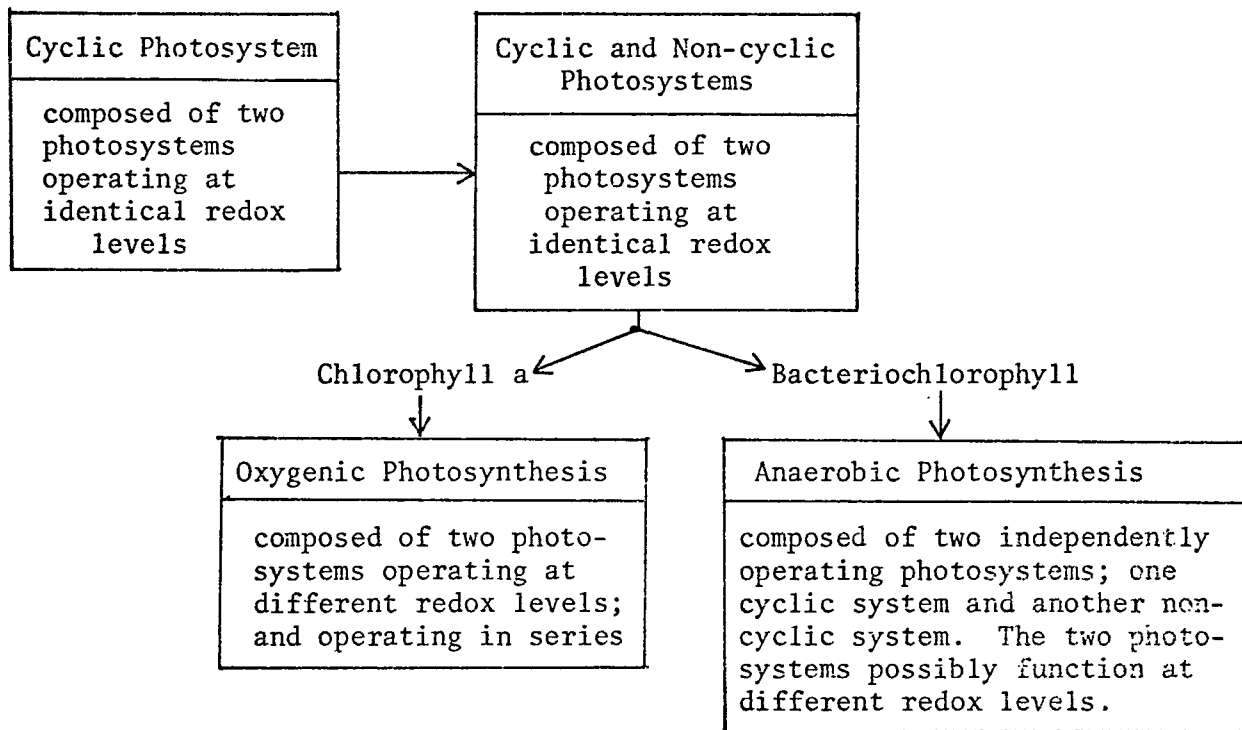 Cyclic Photosystem
composed of two
photosystems
operating at
identical redox
levels
Cyclic and Non-cyclic
Photosystems
composed of two
photosystems
operating at
identical redox
levels
Chlorophyll a
Bacteriochlorophyll
Oxygenic Photosynthesis
composed of two photo-
systems operating at
different redox levels;
and operating in series
Anaerobic Photosynthesis
composed of two independently
operating photosystems; one
cyclic system and another non-
cyclic system. The two photo-
systems possibly function at
different redox levels.